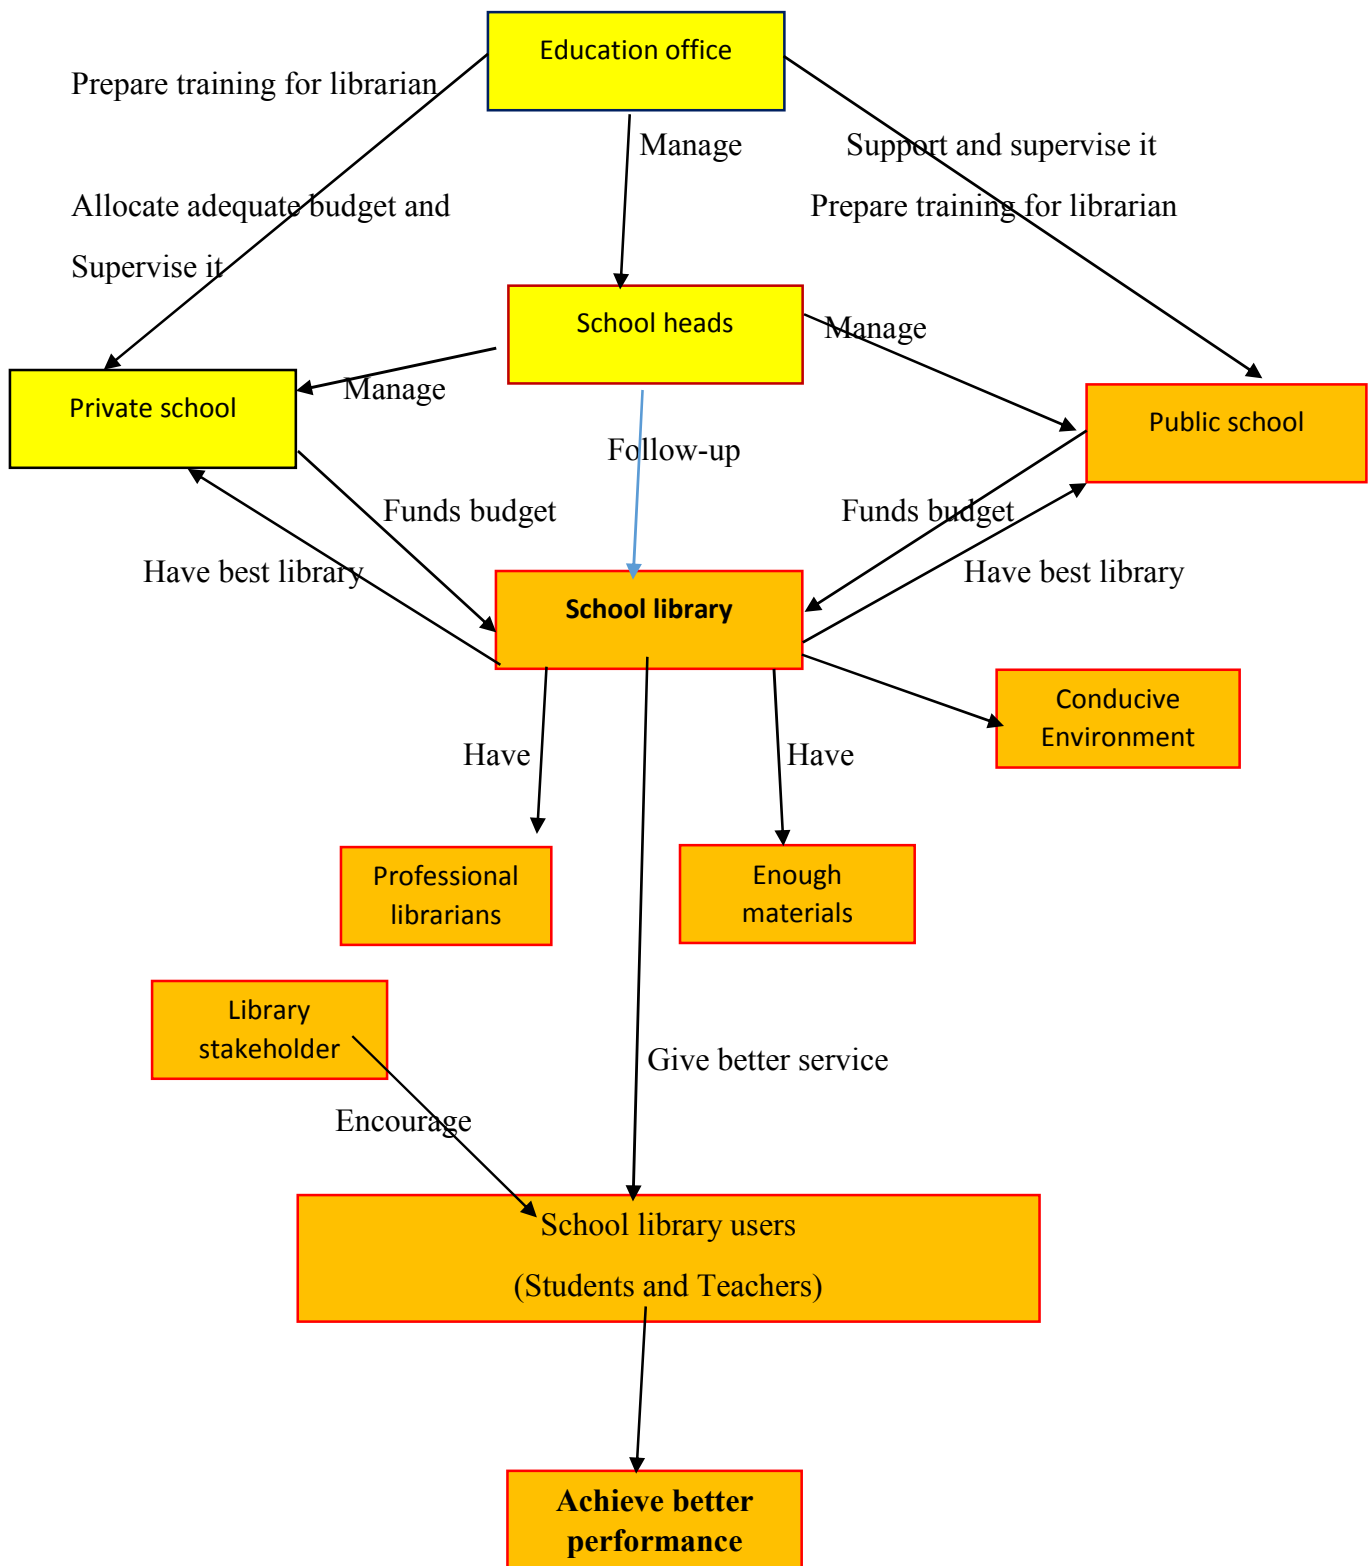 Education office
Prepare training for librarian
Manage
Support and supervise it
Allocate adequate budget and
Prepare training for librarian
Supervise it
School heads
Manage
Manage
Private school
Public school
Follow-up
Funds budget
Funds budget
Have best library
Have best library
School library
Conducive
Environment
Have
Have
Professional
librarians
Enough
materials
Library
stakeholder
Give better service
Encourage
School library users
(Students and Teachers)
Achieve better
performance